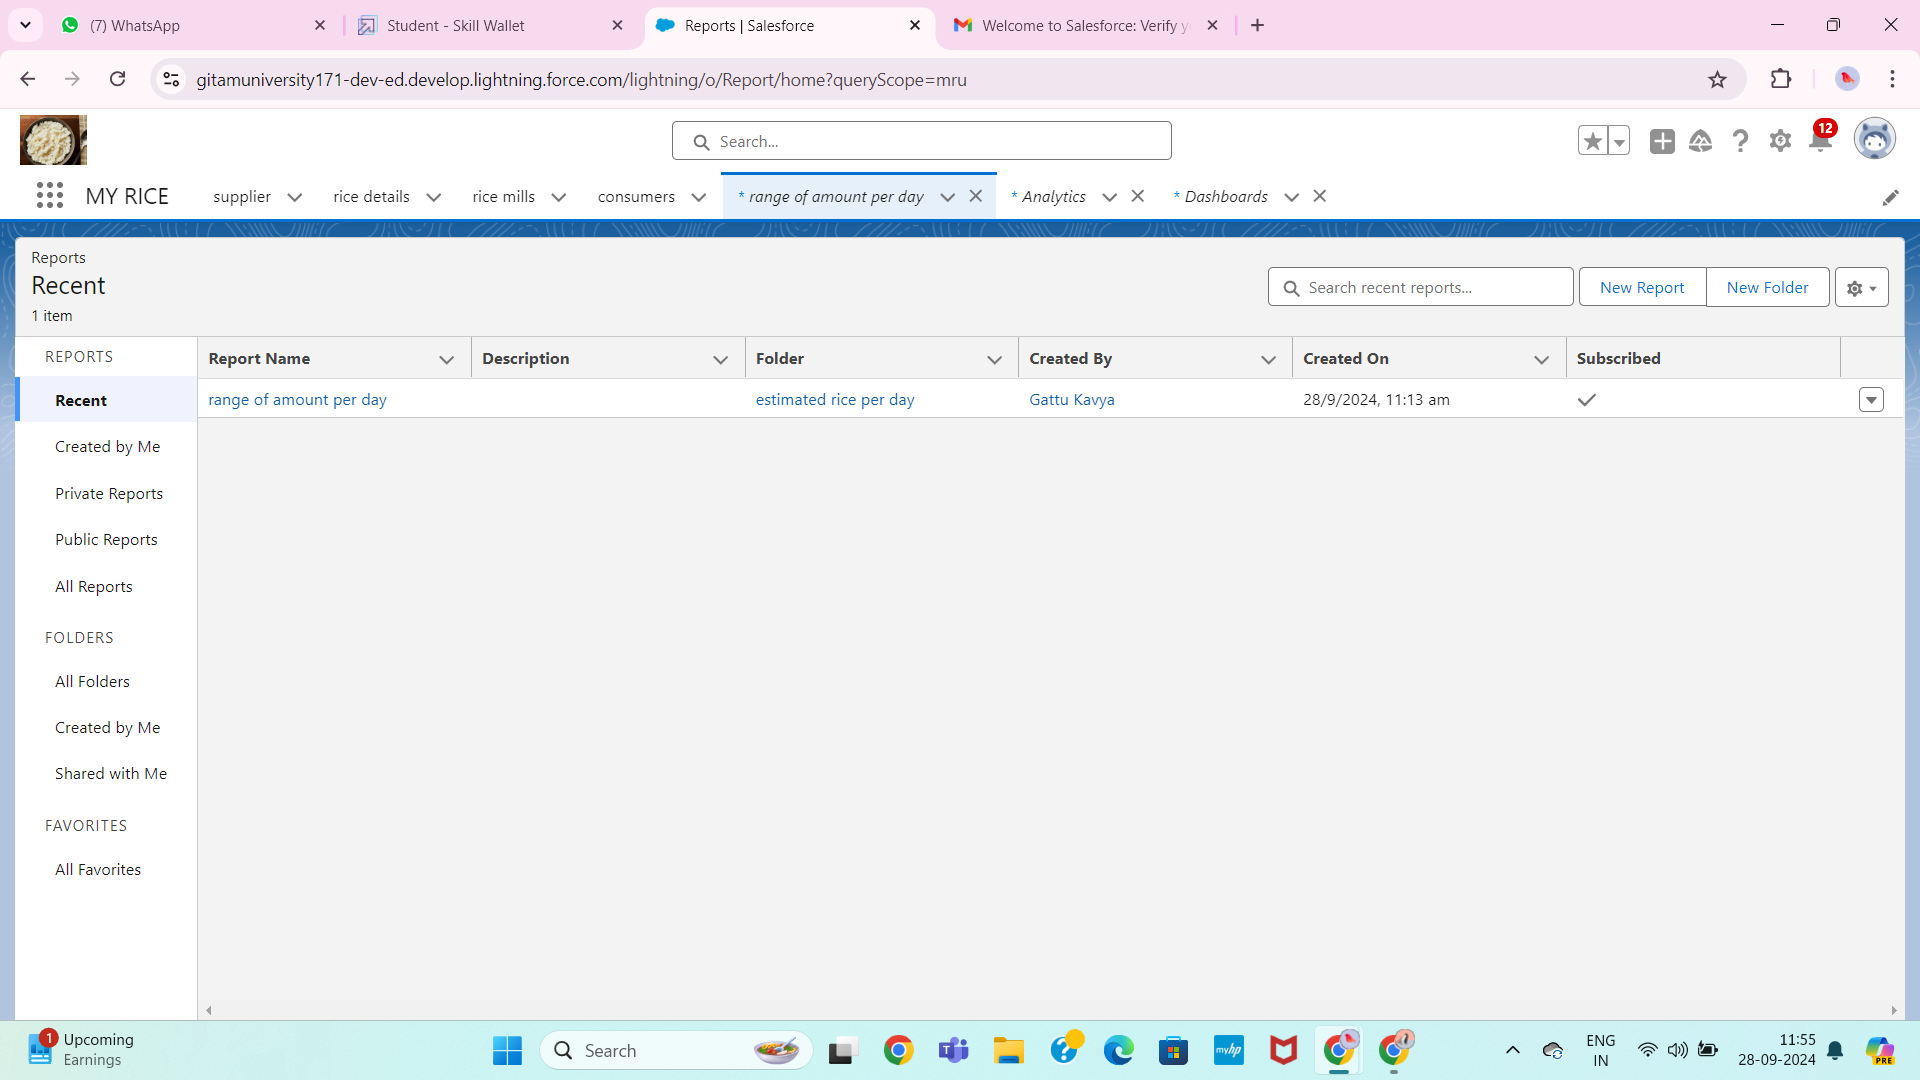 (7) WhatsApp
Student - Skill Wallet
Reports | Salesforce
Welcome to Salesforce: Verify y
gitamuniversity171-dev-ed.develop.lightning.force.com/lightning/o/Report/home?queryScope=mru
Search...
12
MY RICE
supplier
rice details
rice mills
consumers
* range of amount per day
* Analytics
* Dashboards
Reports
Recent
1 item
Search recent reports...
New Report
New Folder
REPORTS
Recent
Created by Me
Private Reports
Public Reports
All Reports
FOLDERS
All Folders
Created by Me
Shared with Me
FAVORITES
All Favorites
Report Name
Description
Folder
Created By
Created On
Subscribed
range of amount per day
estimated rice per day
Gattu Kavya
28/9/2024, 11:13 am
1
Upcoming
Earnings
Search
myhp
ENG
IN
11:55
28-09-2024
PRE